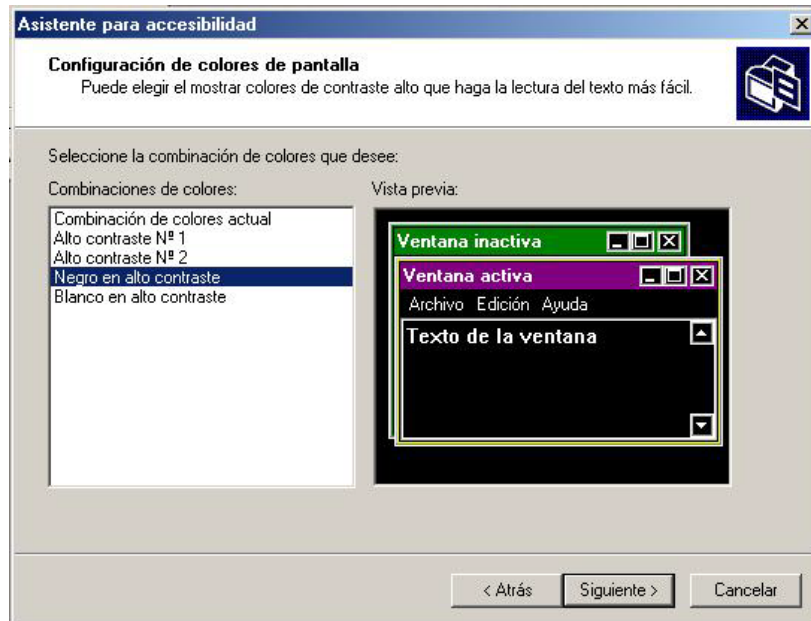 Asistente para accesibilidad
Configuración de colores de pantalla
Puede elegir el mostrar colores de contraste alto que haga la lectura del texto más fácil.
Seleccione la combinación de colores que desee:
Combinaciones de colores:
Combinación de colores actual
Alto contraste Nº 1
Alto contraste Nº 2
Negro en alto contraste
Blanco en alto contraste
Vista previa:
Ventana inactiva
Ventana activa
Archivo Edición Ayuda
Texto de la ventana
< Atrás
Siguiente >
Cancelar